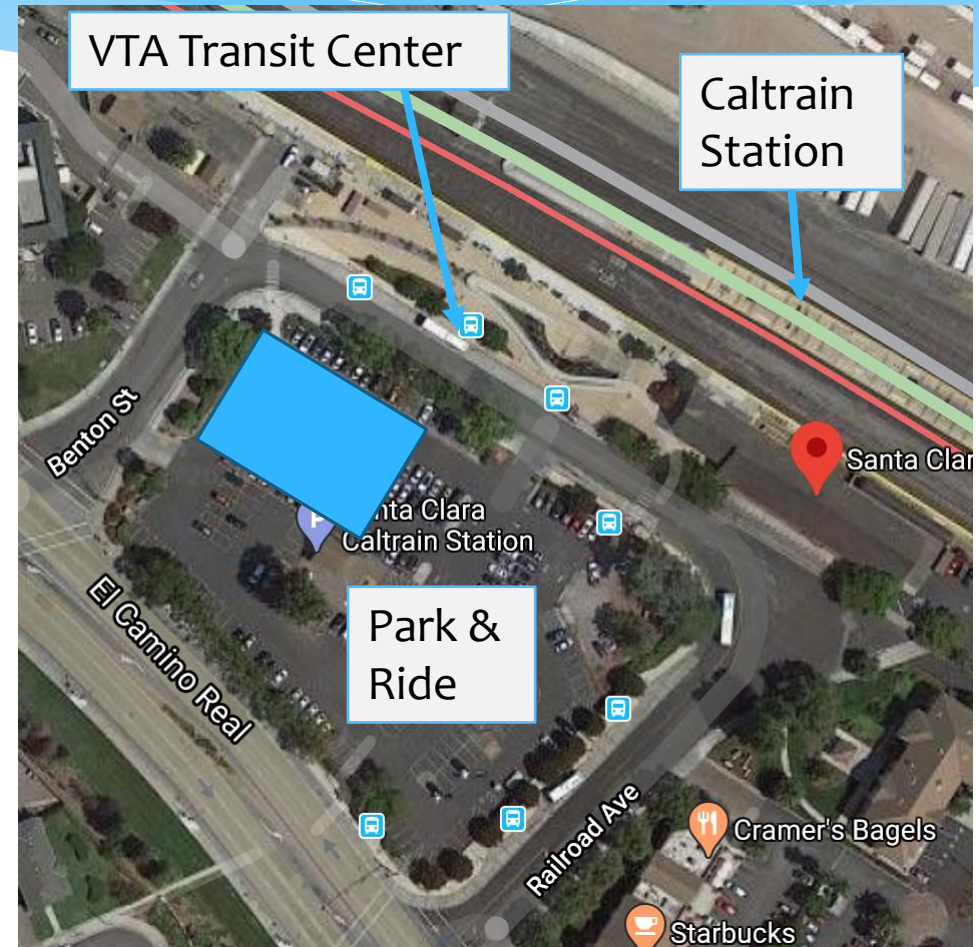 VTA Transit Center
Caltrain
Station
Benton St
Santa Clar
nta Clara
Caltrain Station
El Camino Real
Park &
Ride
Railroad Ave
Cramer's Bagels
Starbucks